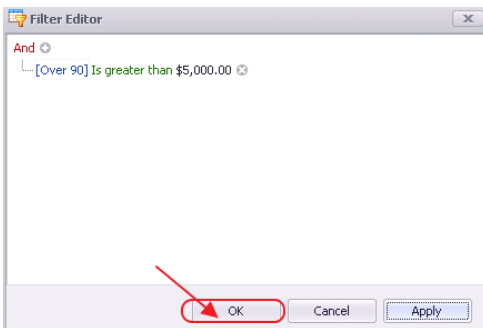 Filter Editor
And
[Over 90] Is greater than $5,000.00
OK Cancel Apply